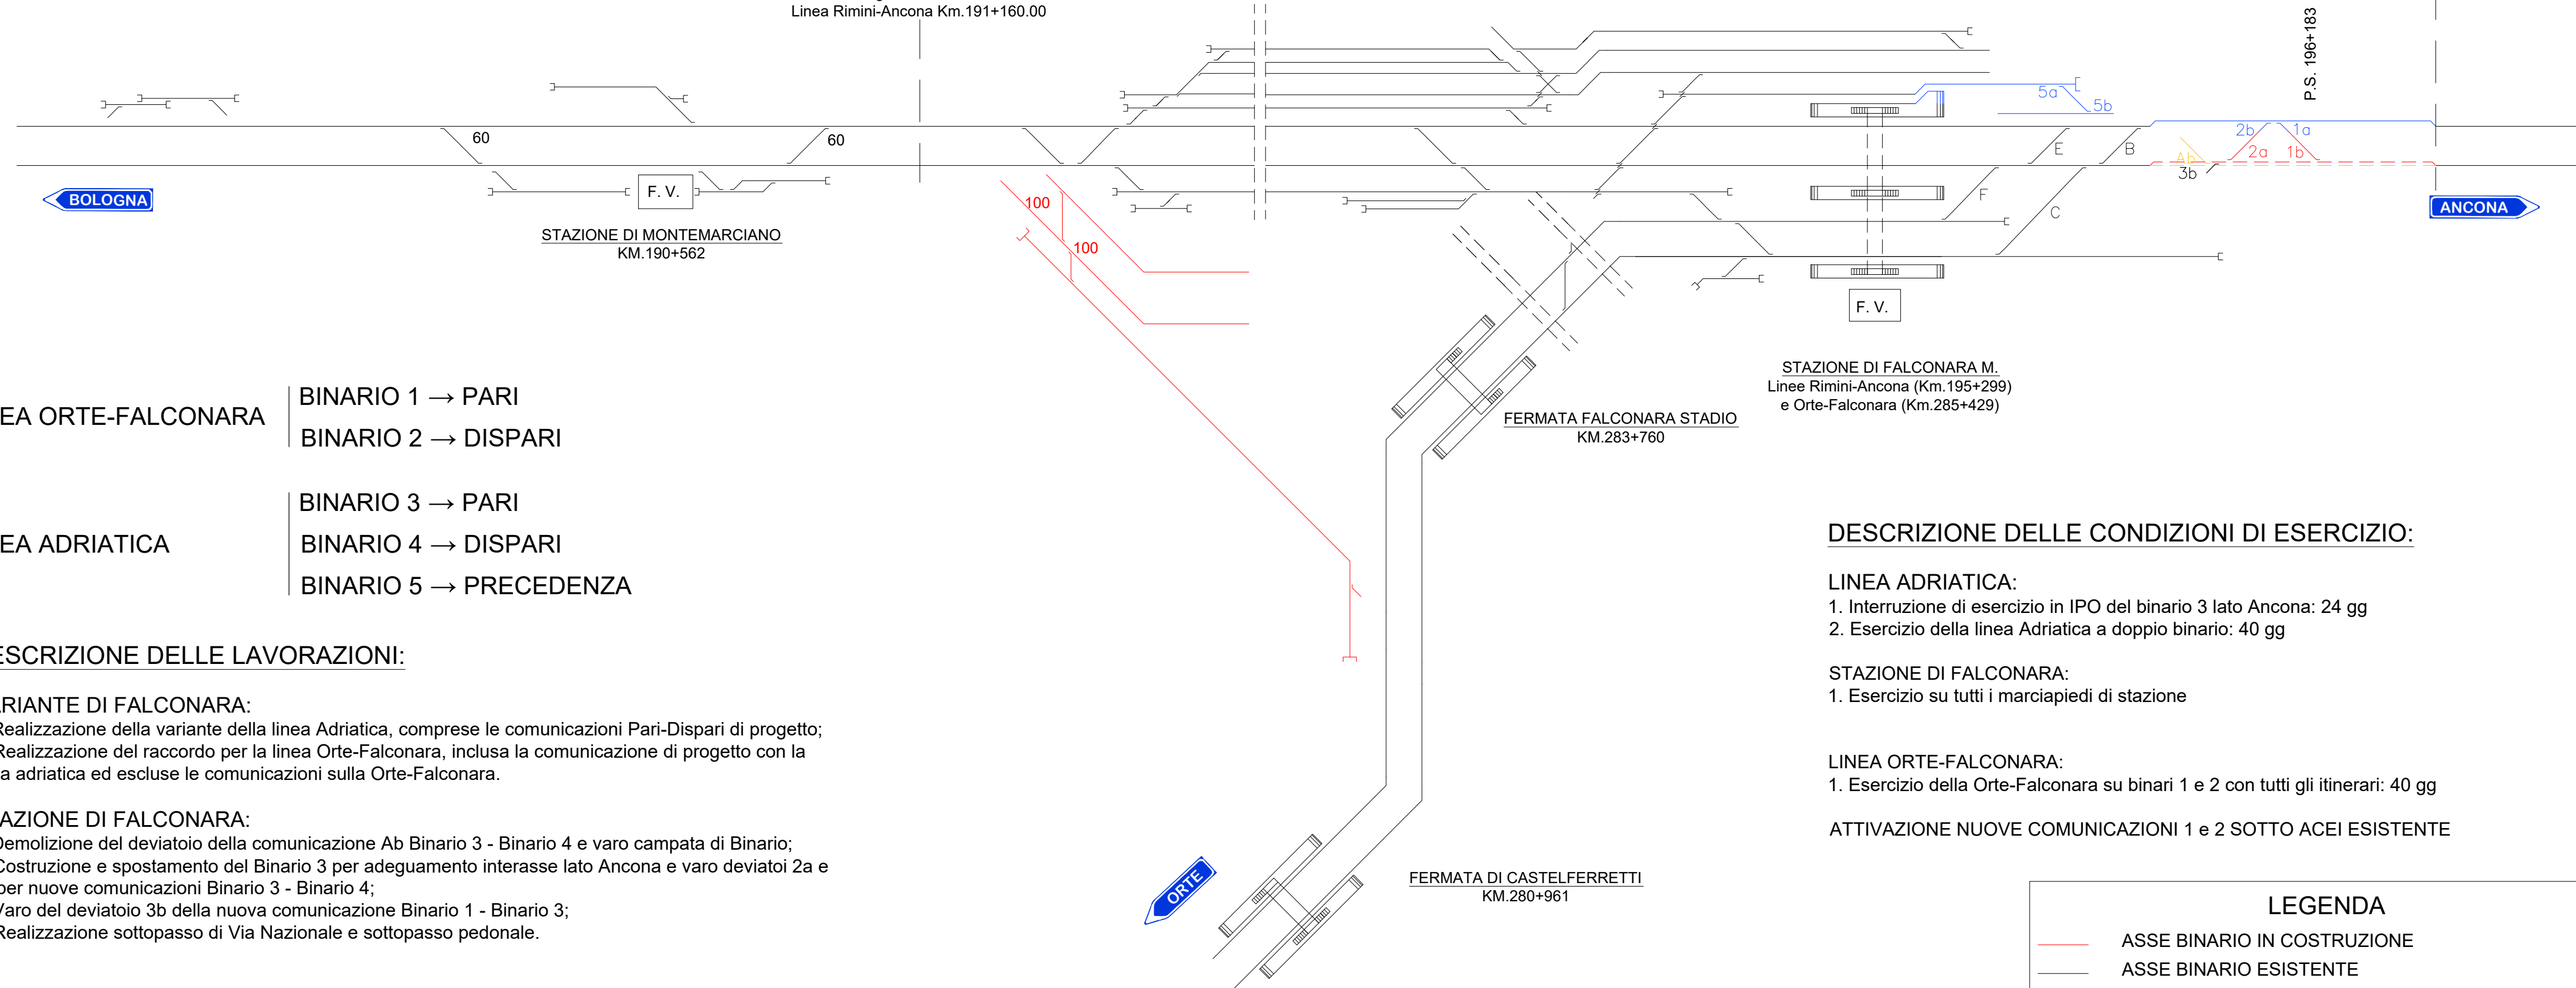 Linea Rimini-Ancona Km.191+160.00
P.S. 196+183
5a
5b
2b
1a
2a
1b
Ab
3b
E
B
F
C
60
60
BOLOGNA
ANCONA
F. V.
STAZIONE DI MONTEMARCIANO
KM.190+562
100
100
F. V.
STAZIONE DI FALCONARA M.
Linee Rimini-Ancona (Km.195+299)
e Orte-Falconara (Km.285+429)
FERMATA FALCONARA STADIO
KM.283+760
EA ORTE-FALCONARA
BINARIO 1 → PARI
BINARIO 2 → DISPARI
EA ADRIATICA
BINARIO 3 → PARI
BINARIO 4 → DISPARI
BINARIO 5 → PRECEDENZA
ESCRIZIONE DELLE LAVORAZIONI:
RIANTE DI FALCONARA:
Realizzazione della variante della linea Adriatica, comprese le comunicazioni Pari-Dispari di progetto;
Realizzazione del raccordo per la linea Orte-Falconara, inclusa la comunicazione di progetto con la
a adriatica ed escluse le comunicazioni sulla Orte-Falconara.
AZIONE DI FALCONARA:
Demolizione del deviatoio della comunicazione Ab Binario 3 - Binario 4 e varo campata di Binario;
Costruzione e spostamento del Binario 3 per adeguamento interasse lato Ancona e varo deviatoi 2a e
per nuove comunicazioni Binario 3 - Binario 4;
Varo del deviatoio 3b della nuova comunicazione Binario 1 - Binario 3;
Realizzazione sottopasso di Via Nazionale e sottopasso pedonale.
ORTE
FERMATA DI CASTELFERRETTI
KM.280+961
DESCRIZIONE DELLE CONDIZIONI DI ESERCIZIO:
LINEA ADRIATICA:
1. Interruzione di esercizio in IPO del binario 3 lato Ancona: 24 gg
2. Esercizio della linea Adriatica a doppio binario: 40 gg
STAZIONE DI FALCONARA:
1. Esercizio su tutti i marciapiedi di stazione
LINEA ORTE-FALCONARA:
1. Esercizio della Orte-Falconara su binari 1 e 2 con tutti gli itinerari: 40 gg
ATTIVAZIONE NUOVE COMUNICAZIONI 1 e 2 SOTTO ACEI ESISTENTE
LEGENDA
ASSE BINARIO IN COSTRUZIONE
ASSE BINARIO ESISTENTE